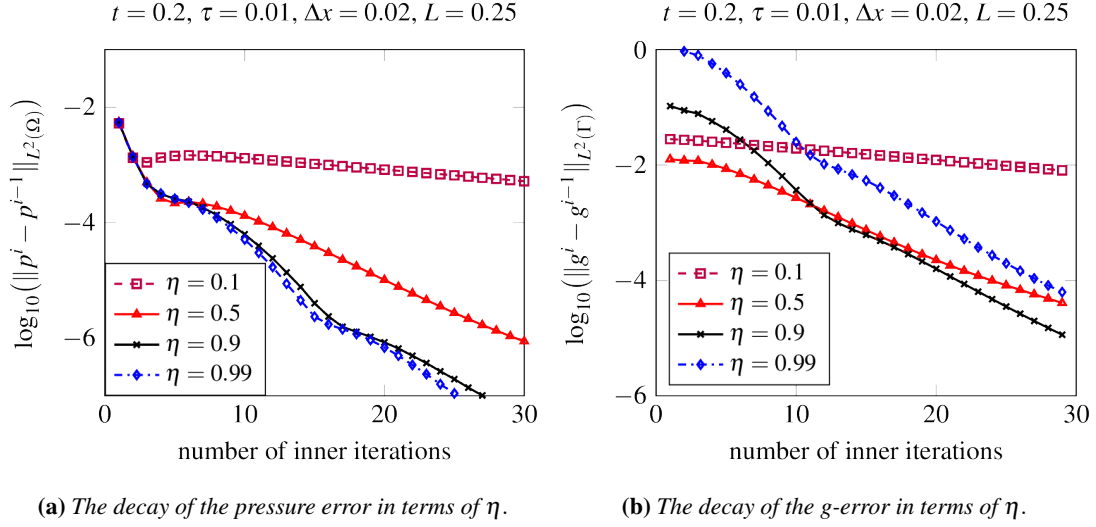 t = 0.2, τ = 0.01, Δx = 0.02, L = 0.25
−2
−4
−6
0
10
20
30
log₁₀(||pⁱ − pⁱ⁻¹||_{L²(Ω)})
η = 0.1
η = 0.5
η = 0.9
η = 0.99
number of inner iterations
(a) The decay of the pressure error in terms of η.
t = 0.2, τ = 0.01, Δx = 0.02, L = 0.25
0
−2
−4
−6
0
10
20
30
log₁₀(||gⁱ − gⁱ⁻¹||_{L²(Γ)})
η = 0.1
η = 0.5
η = 0.9
η = 0.99
number of inner iterations
(b) The decay of the g-error in terms of η.